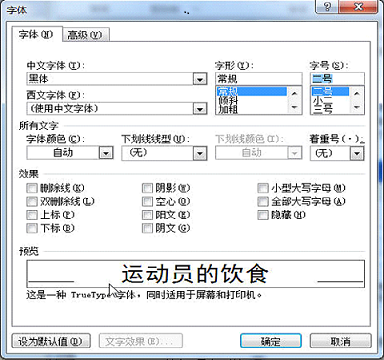 字体
字体(N) 高级(V)
中文字体(T): 字形(Y): 字号(S):
黑体 常规 二号
西文字体(F): 常规 二号
(使用中文字体) 倾斜 小二
加粗 三号
所有文字
字体颜色(C): 下划线线型(U): 下划线颜色(I): 着重号(·):
自动 (无) 自动 (无)
效果
删除线(K) 阴影(W) 小型大写字母(M)
双删除线(L) 空心(O) 全部大写字母(A)
上标(P) 阳文(E) 隐藏(H)
下标(B) 阴文(G)
预览
运动员的饮食
这是一种 TrueType 字体，同时适用于屏幕和打印机。
设为默认值(D) 文字效果(E)... 确定 取消